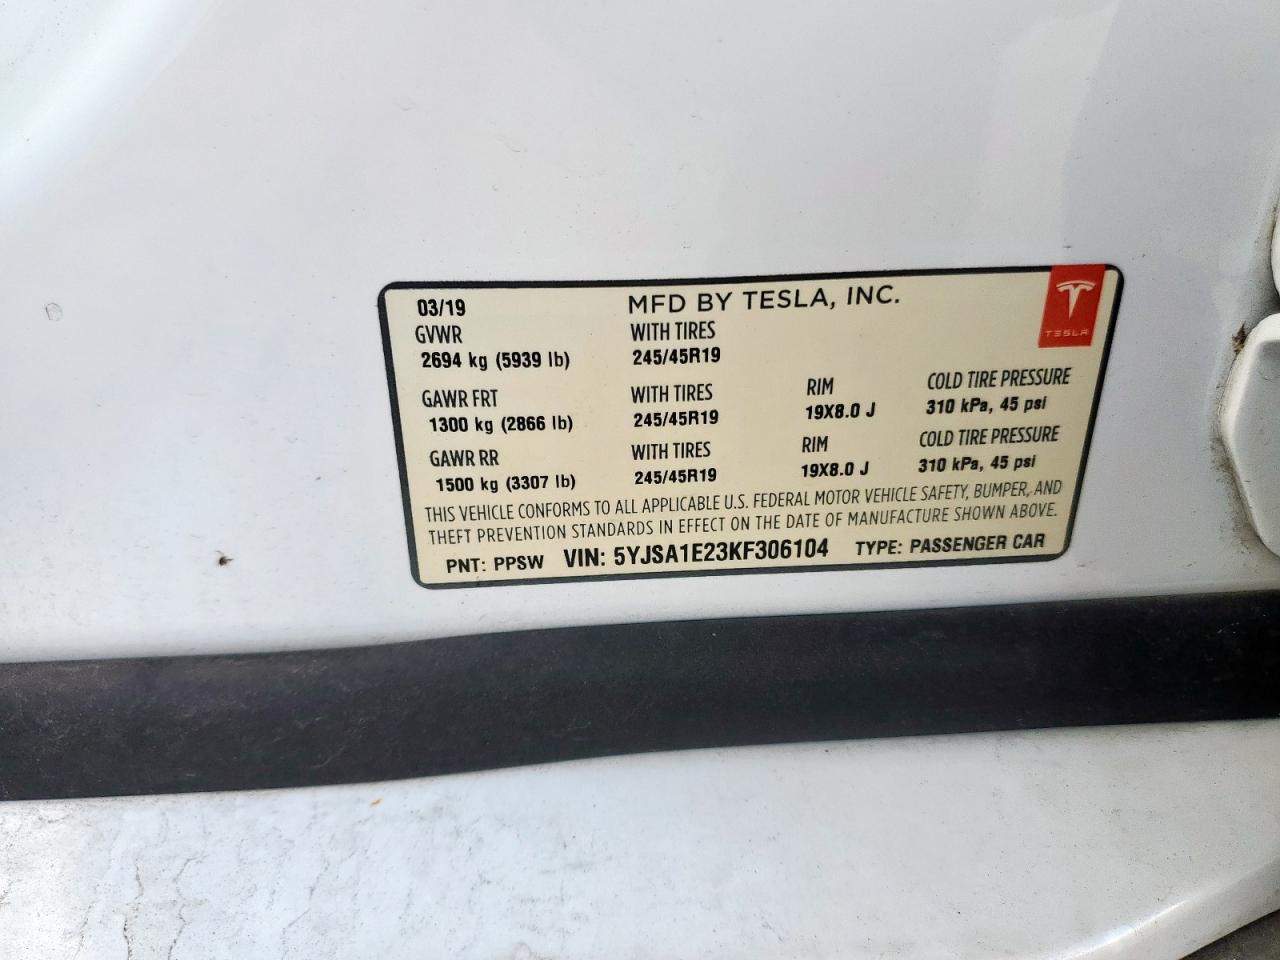 03/19 MFD BY TESLA, INC.
TESLA
GVWR WITH TIRES
2694 kg (5939 lb) 245/45R19
GAWR FRT WITH TIRES RIM COLD TIRE PRESSURE
1300 kg (2866 lb) 245/45R19 19X8.0 J 310 kPa, 45 psi
GAWR RR WITH TIRES RIM COLD TIRE PRESSURE
1500 kg (3307 lb) 245/45R19 19X8.0 J 310 kPa, 45 psi
THIS VEHICLE CONFORMS TO ALL APPLICABLE U.S. FEDERAL MOTOR VEHICLE SAFETY, BUMPER, AND
THEFT PREVENTION STANDARDS IN EFFECT ON THE DATE OF MANUFACTURE SHOWN ABOVE.
PNT: PPSW VIN: 5YJSA1E23KF306104 TYPE: PASSENGER CAR